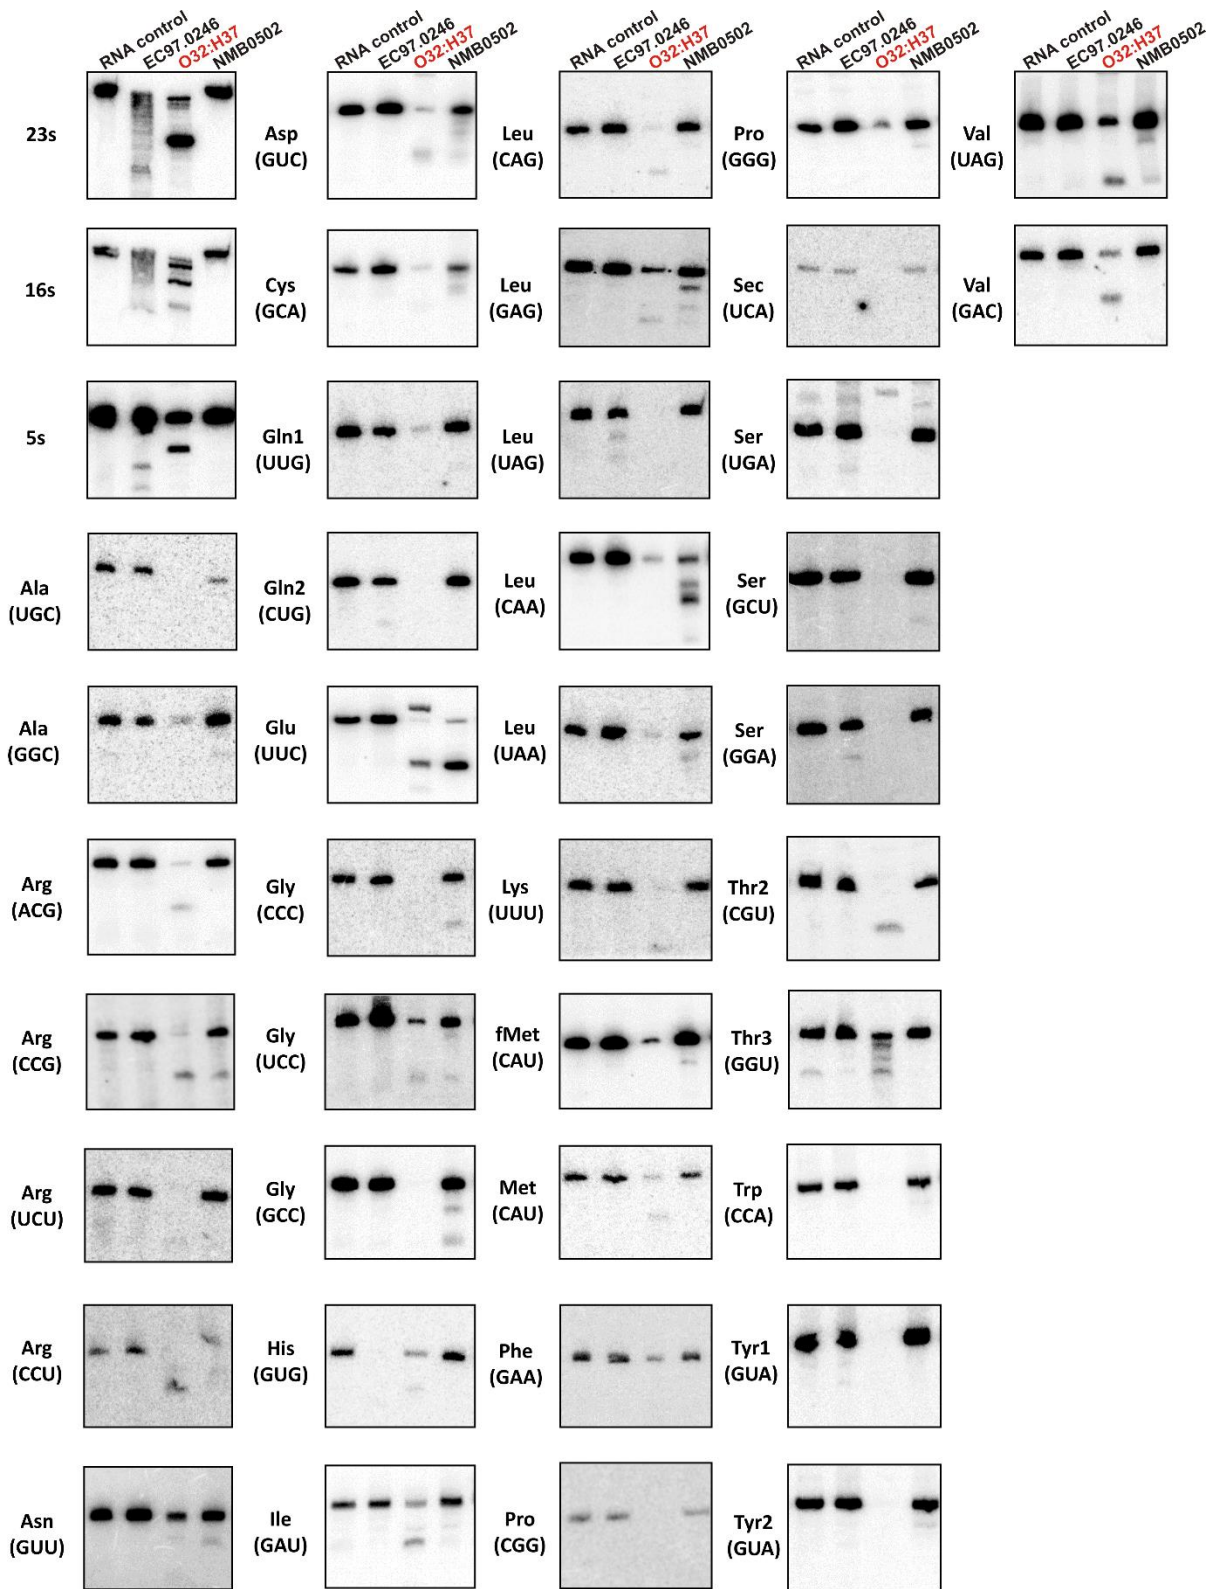 RNA control EC97.0246 O32:H37 NMB0502 RNA control EC97.0246 O32:H37 NMB0502 RNA control EC97.0246 O32:H37 NMB0502 RNA control EC97.0246 O32:H37 NMB0502 RNA control EC97.0246 O32:H37 NMB0502
23s
Asp
(GUC)
Leu
(CAG)
Pro
(GGG)
Val
(UAG)
16s
Cys
(GCA)
Leu
(GAG)
Sec
(UCA)
Val
(GAC)
5s
Gln1
(UUG)
Leu
(UAG)
Ser
(UGA)
Ala
(UGC)
Gln2
(CUG)
Leu
(CAA)
Ser
(GCU)
Ala
(GGC)
Glu
(UUC)
Leu
(UAA)
Ser
(GGA)
Arg
(ACG)
Gly
(CCC)
Lys
(UUU)
Thr2
(CGU)
Arg
(CCG)
Gly
(UCC)
fMet
(CAU)
Thr3
(GGU)
Arg
(UCU)
Gly
(GCC)
Met
(CAU)
Trp
(CCA)
Arg
(CCU)
His
(GUG)
Phe
(GAA)
Tyr1
(GUA)
Asn
(GUU)
Ile
(GAU)
Pro
(CGG)
Tyr2
(GUA)